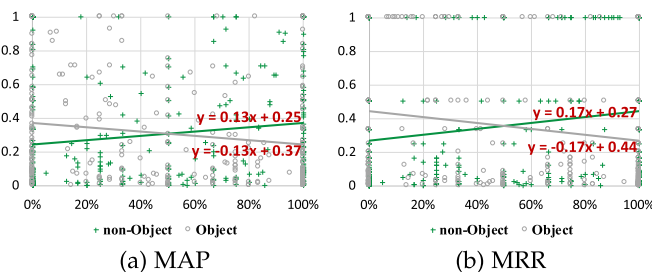 1
0.8
0.6
0.4
0.2
0
0% 20% 40% 60% 80% 100%
y = 0.13x + 0.25
y = -0.13x + 0.37
+ non-Object ○ Object
(a) MAP
1
0.8
0.6
0.4
0.2
0
0% 20% 40% 60% 80% 100%
y = 0.17x + 0.27
y = -0.17x + 0.44
+ non-Object ○ Object
(b) MRR